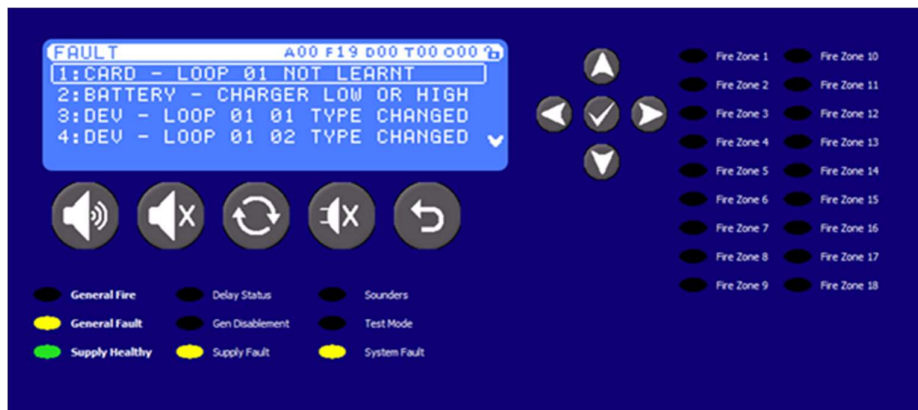 FAULT A00 F19 D00 T00 O00
1:CARD - LOOP 01 NOT LEARNT
2:BATTERY - CHARGER LOW OR HIGH
3:DEV - LOOP 01 01 TYPE CHANGED
4:DEV - LOOP 01 02 TYPE CHANGED
General Fire Delay Status Sounders
General Fault Gen Disablement Test Mode
Supply Healthy Supply Fault System Fault
Fire Zone 1 Fire Zone 10
Fire Zone 2 Fire Zone 11
Fire Zone 3 Fire Zone 12
Fire Zone 4 Fire Zone 13
Fire Zone 5 Fire Zone 14
Fire Zone 6 Fire Zone 15
Fire Zone 7 Fire Zone 16
Fire Zone 8 Fire Zone 17
Fire Zone 9 Fire Zone 18